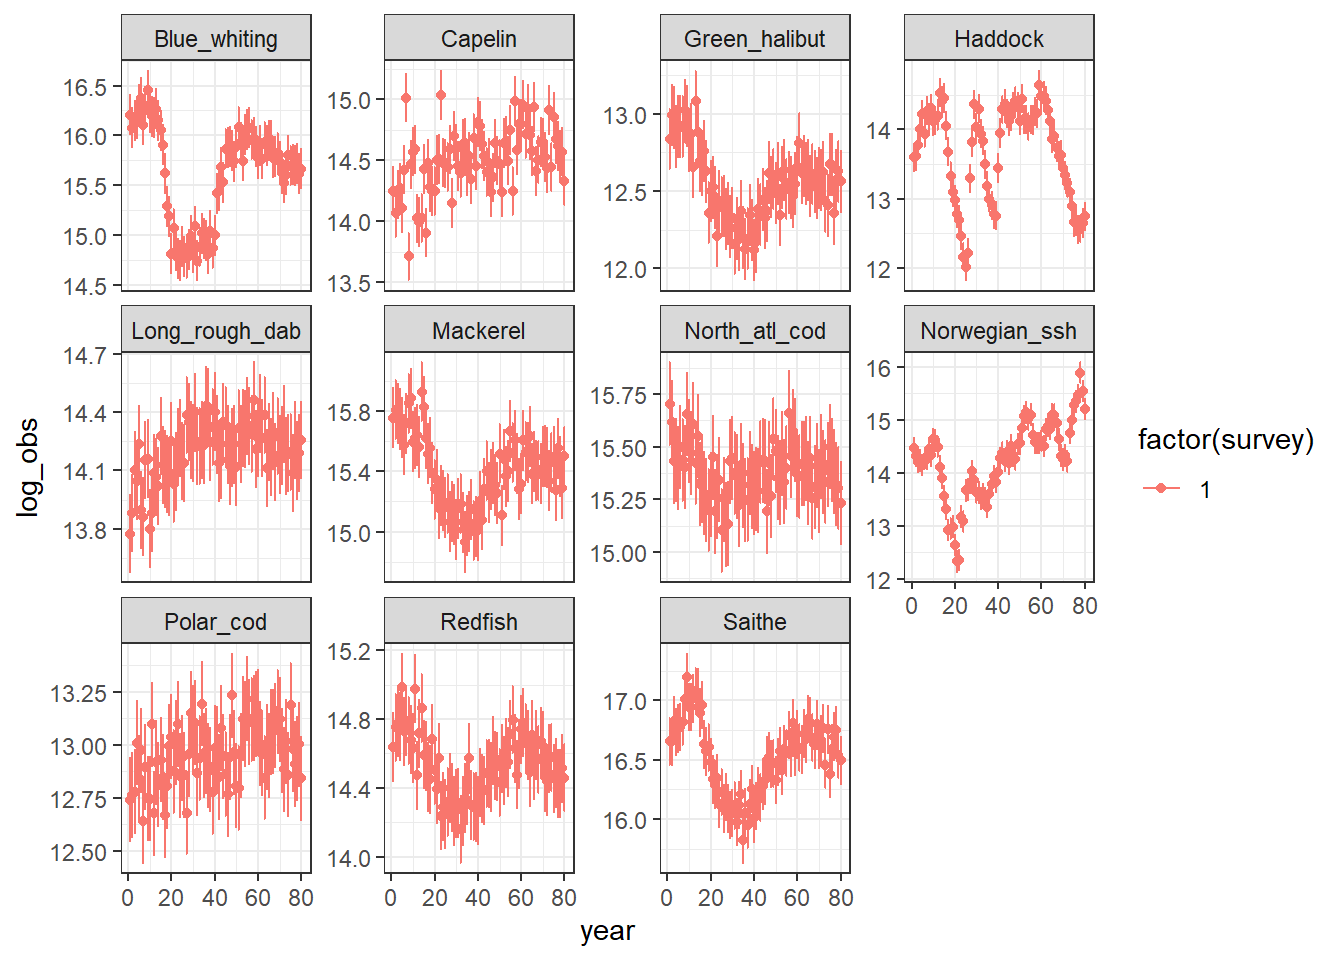 Blue_whiting Capelin Green_halibut Haddock
16.5 16.0 15.5 15.0 14.5
15.0 14.5 14.0 13.5
13.0 12.5 12.0
14 13 12
Long_rough_dab Mackerel North_atl_cod Norwegian_ssh
14.7 14.4 14.1 13.8
15.8 15.4 15.0
15.75 15.50 15.25 15.00
16 15 14 13 12
0 20 40 60 80
Polar_cod Redfish Saithe
13.25 13.00 12.75 12.50
15.2 14.8 14.4 14.0
17.0 16.5 16.0
0 20 40 60 80 0 20 40 60 80 0 20 40 60 80
year
log_obs
factor(survey)
1